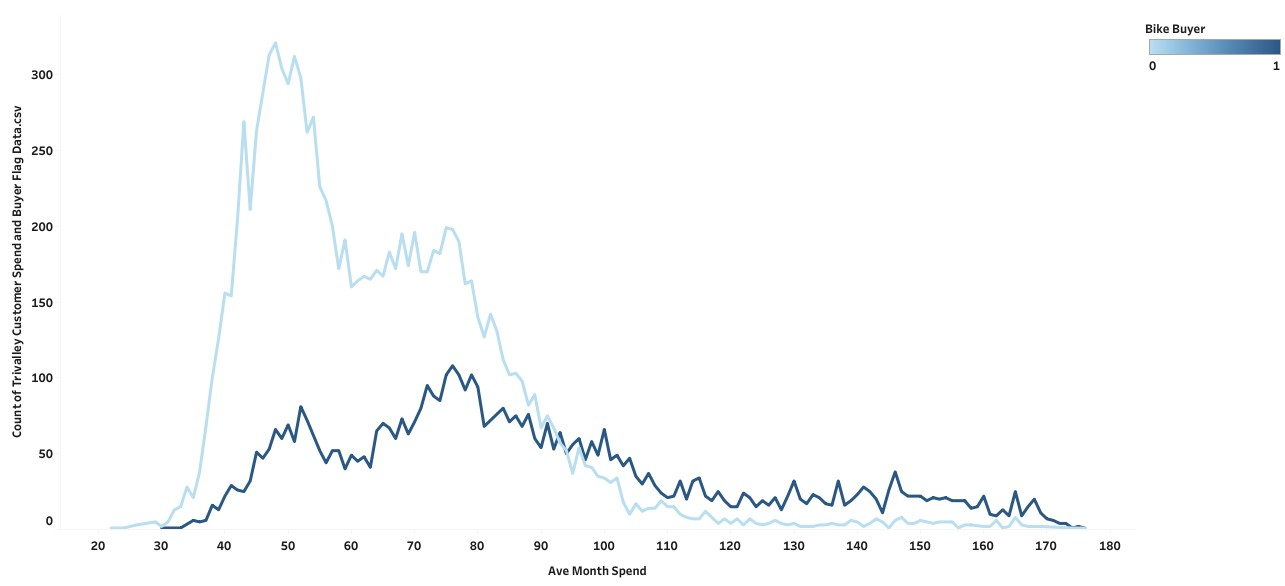 Bike Buyer
0 1
Count of Trivalley Customer Spend and Buyer Flag Data.csv
300
250
200
150
100
50
0
20 30 40 50 60 70 80 90 100 110 120 130 140 150 160 170 180
Ave Month Spend